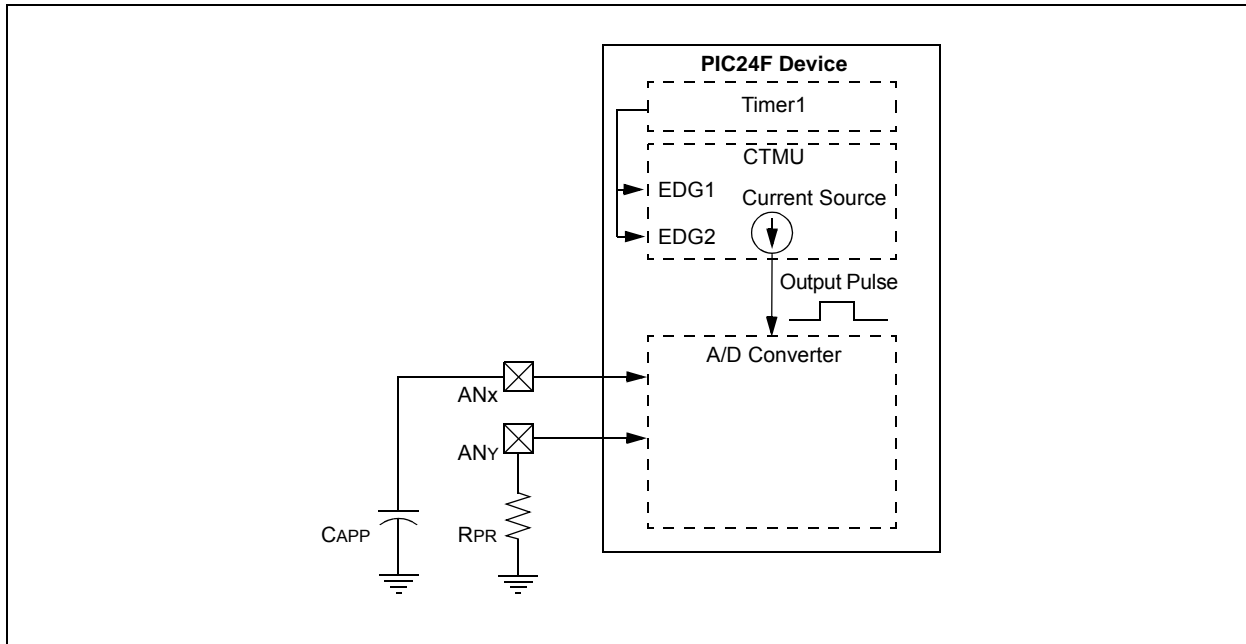 PIC24F Device
Timer1
CTMU
EDG1
Current Source
EDG2
Output Pulse
A/D Converter
ANx
ANY
CAPP
RPR